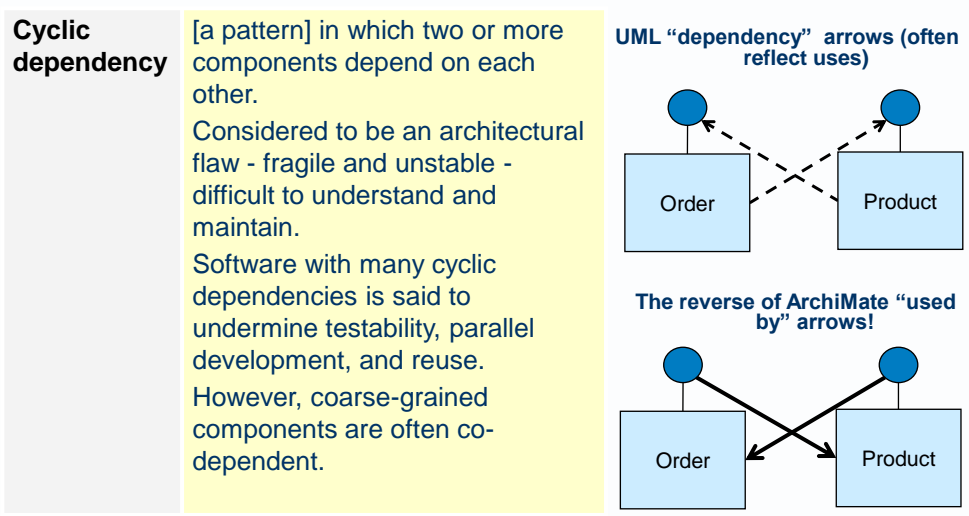 Cyclic
dependency
[a pattern] in which two or more
components depend on each
other.
Considered to be an architectural
flaw - fragile and unstable -
difficult to understand and
maintain.
Software with many cyclic
dependencies is said to
undermine testability, parallel
development, and reuse.
However, coarse-grained
components are often co-
dependent.
UML “dependency”  arrows (often
reflect uses)
Order
Product
The reverse of ArchiMate “used
by” arrows!
Order
Product